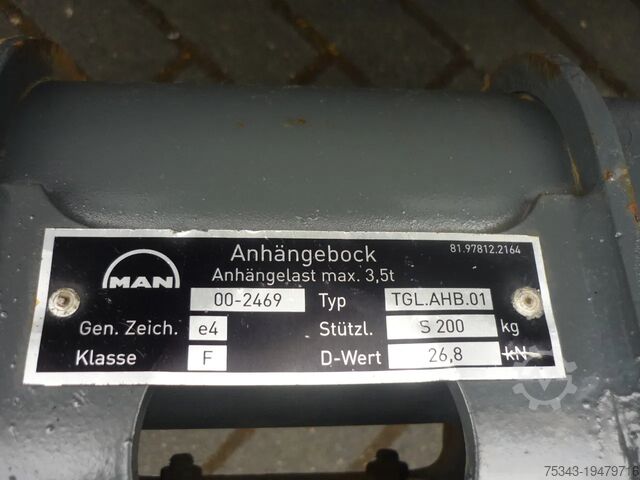 Anhängebock 81.97812.2164
MAN Anhängelast max. 3,5t
00-2469 Typ TGL.AHB.01
Gen. Zeich. e4 Stützl. S 200 kg
Klasse F D-Wert 26,8 kN
75343-19479716